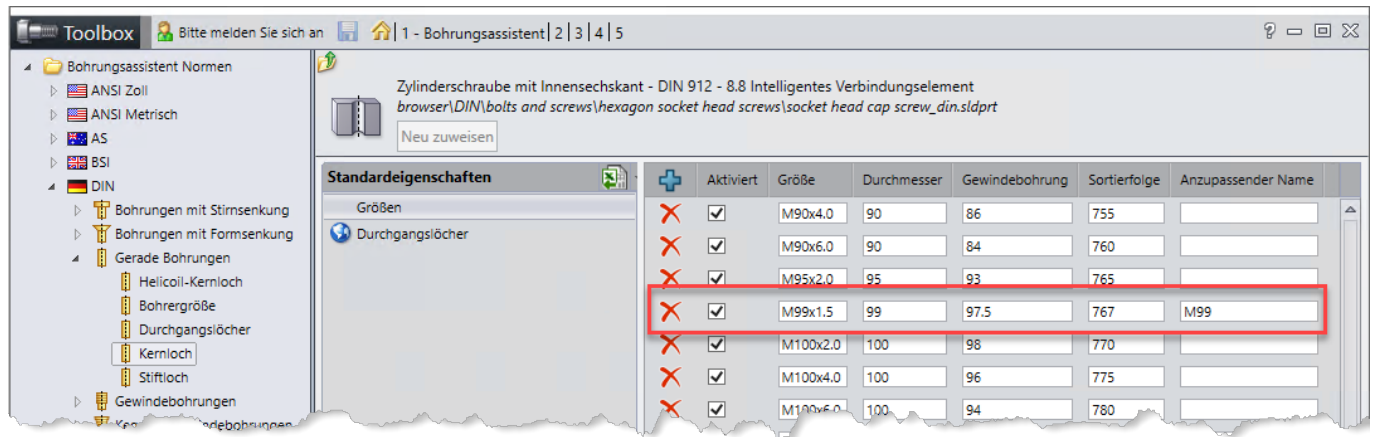 Toolbox Bitte melden Sie sich an 1 - Bohrungsassistent 2 3 4 5
Bohrungsassistent Normen
ANSI Zoll
ANSI Metrisch
AS
BSI
DIN
Bohrungen mit Stirnsenkung
Bohrungen mit Formsenkung
Gerade Bohrungen
Helicoil-Kernloch
Bohrergröße
Durchgangslöcher
Kernloch
Stiftloch
Gewindebohrungen
Zylinderschraube mit Innensechskant - DIN 912 - 8.8 Intelligentes Verbindungselement
browser\DIN\bolts and screws\hexagon socket head screws\socket head cap screw_din.sldprt
Neu zuweisen
Standardeigenschaften
Größen
Durchgangslöcher
Aktiviert Größe Durchmesser Gewindebohrung Sortierfolge Anzupassender Name
M90x4.0 90 86 755
M90x6.0 90 84 760
M95x2.0 95 93 765
M99x1.5 99 97.5 767 M99
M100x2.0 100 98 770
M100x4.0 100 96 775
M100x6.0 100 94 780